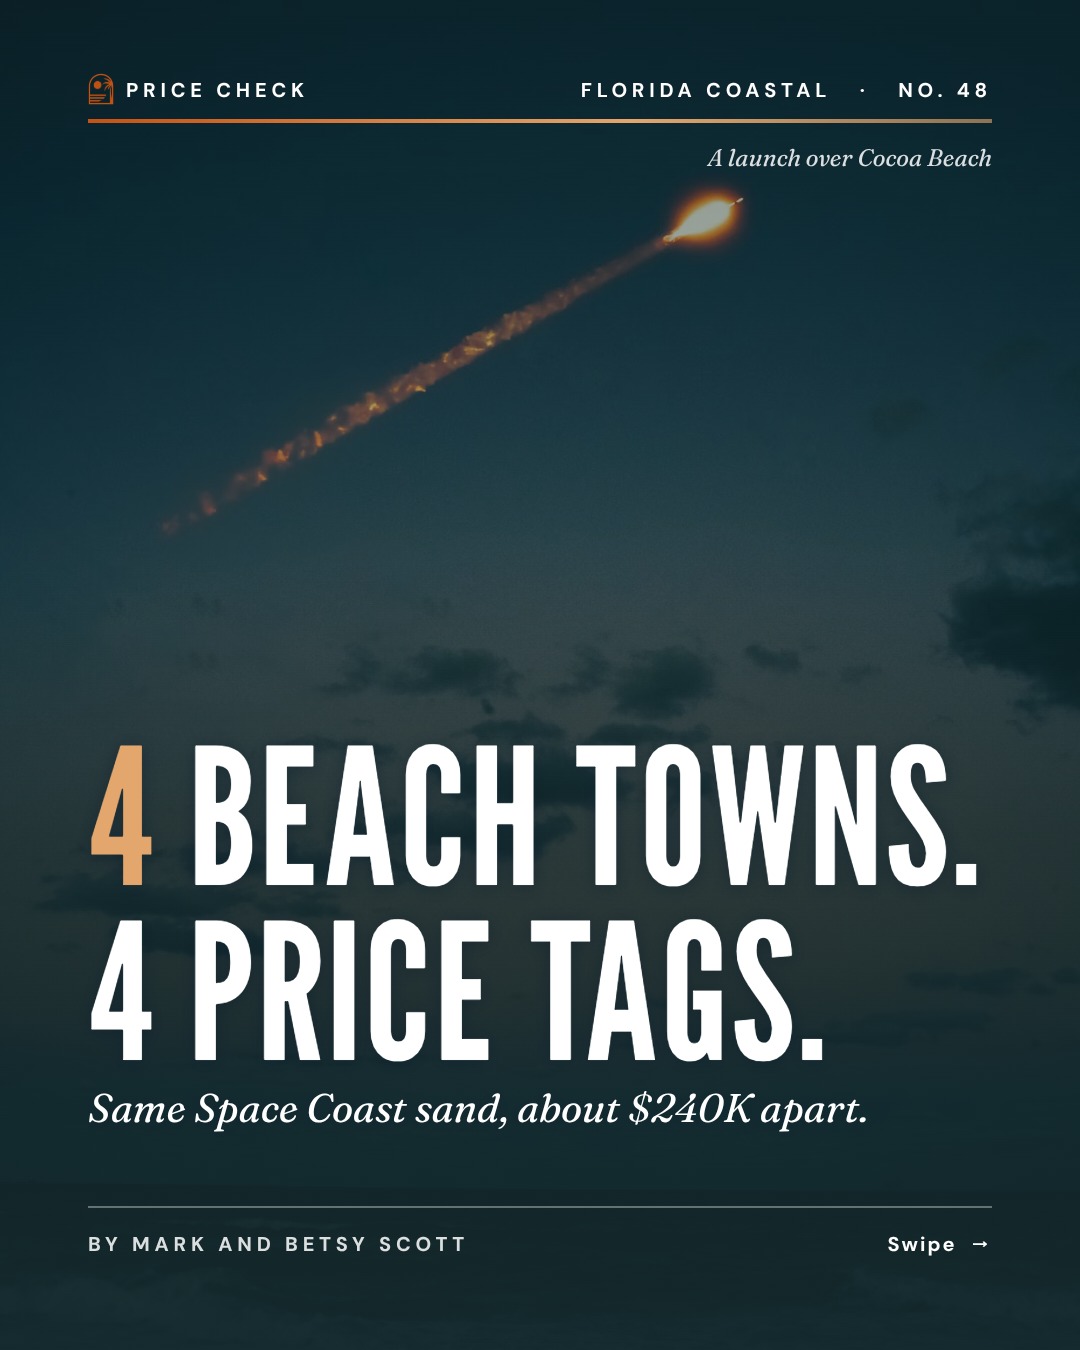 PRICE CHECK
FLORIDA COASTAL · NO. 48
A launch over Cocoa Beach
4 BEACH TOWNS.
4 PRICE TAGS.
Same Space Coast sand, about $240K apart.
BY MARK AND BETSY SCOTT
Swipe →